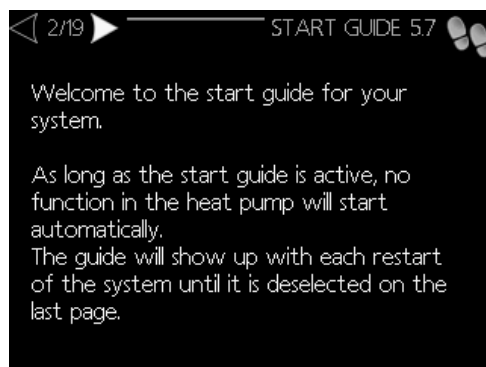 2/19 START GUIDE 5.7
Welcome to the start guide for your
system.
As long as the start guide is active, no
function in the heat pump will start
automatically.
The guide will show up with each restart
of the system until it is deselected on the
last page.